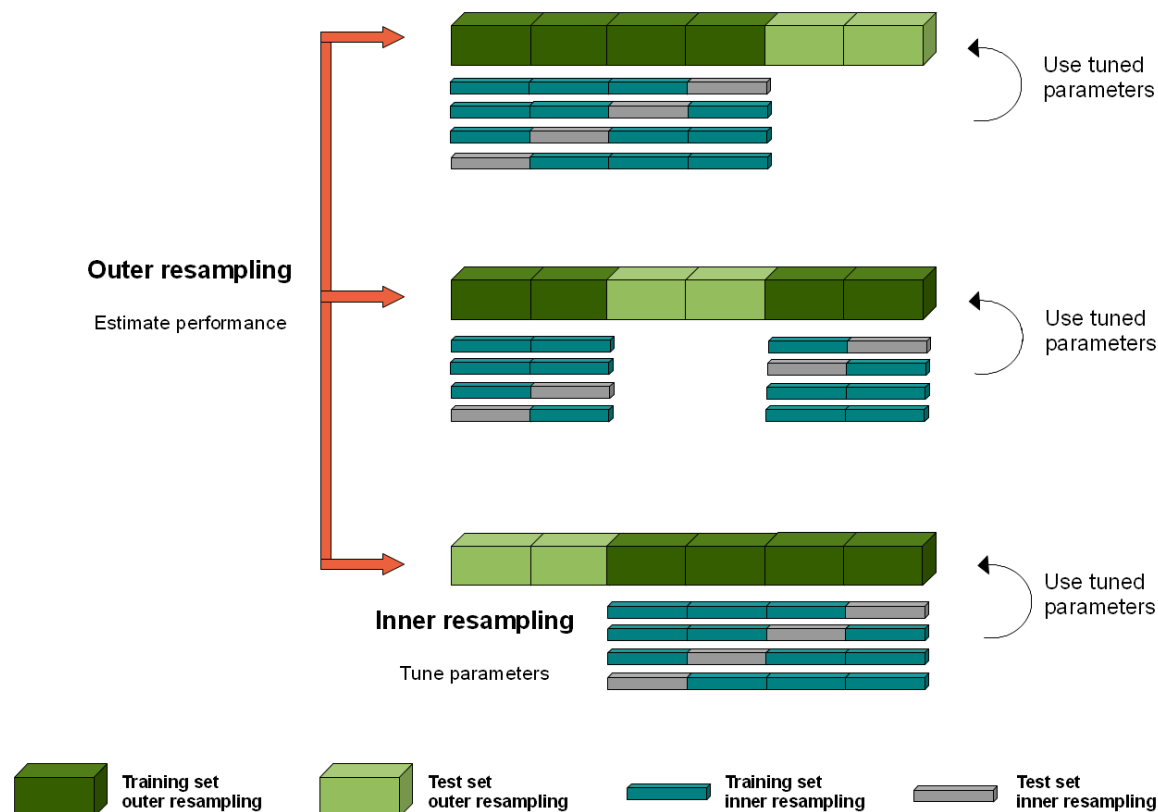 Use tuned
parameters
Outer resampling
Estimate performance
Use tuned
parameters
Inner resampling
Tune parameters
Use tuned
parameters
Training set
outer resampling
Test set
outer resampling
Training set
inner resampling
Test set
inner resampling